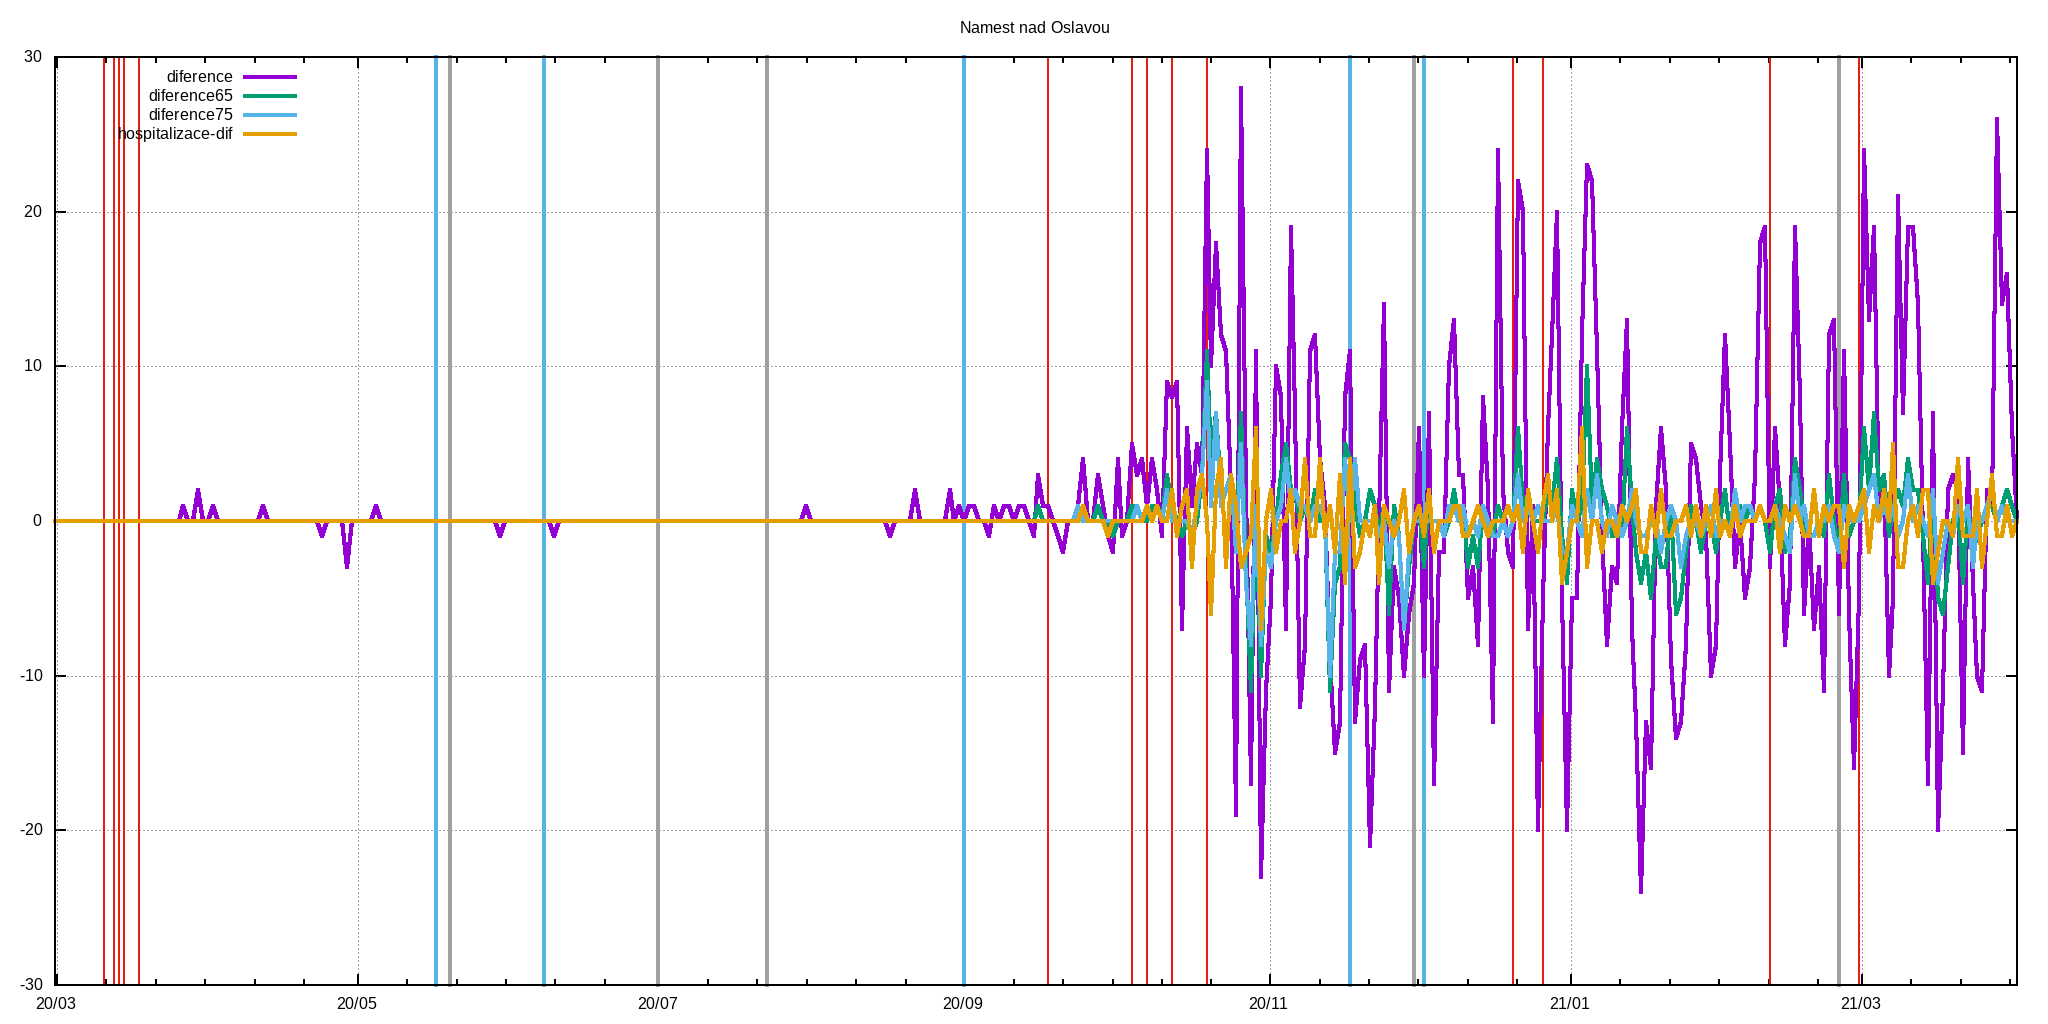 Namest nad Oslavou
30
20
10
0
-10
-20
-30
diference
diference65
diference75
hospitalizace-dif
20/03 20/05 20/07 20/09 20/11 21/01 21/03